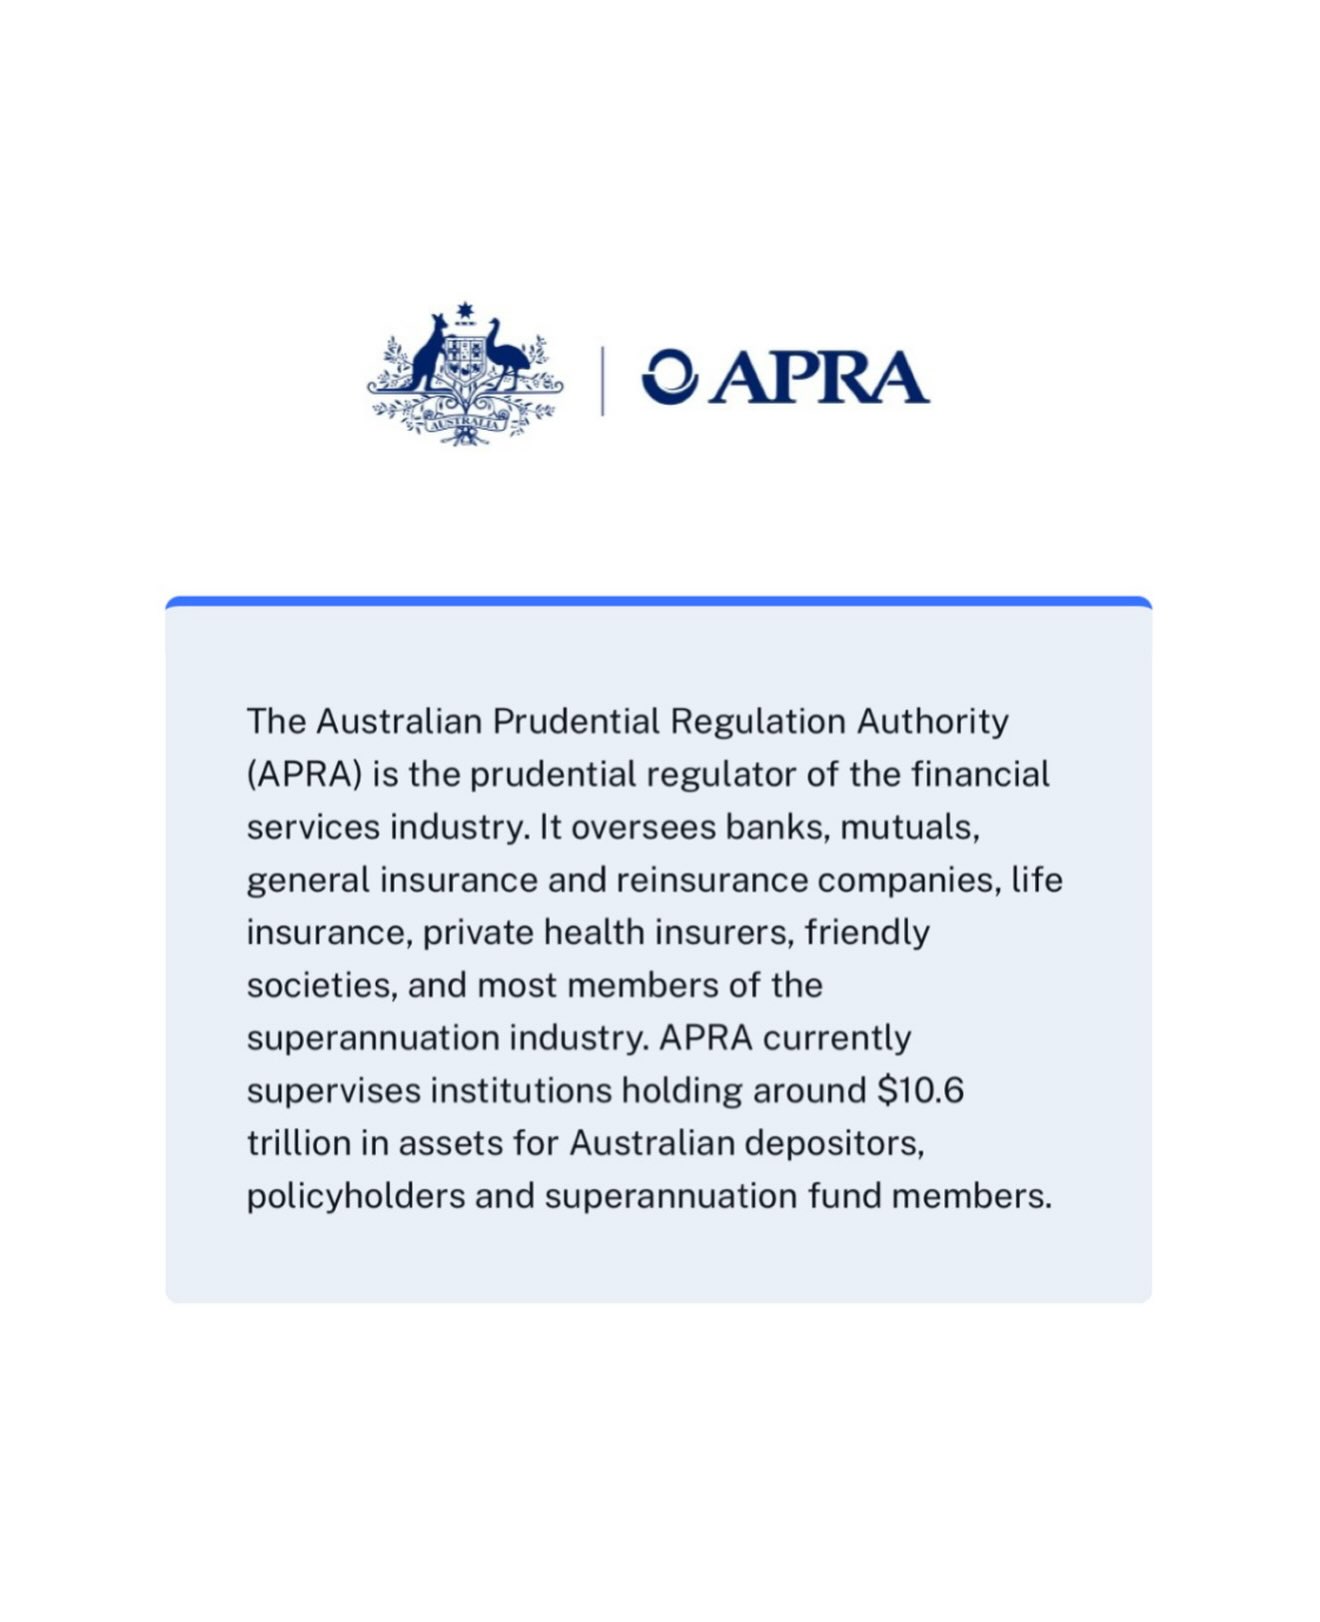 AUSTRALIA
APRA
The Australian Prudential Regulation Authority
(APRA) is the prudential regulator of the financial
services industry. It oversees banks, mutuals,
general insurance and reinsurance companies, life
insurance, private health insurers, friendly
societies, and most members of the
superannuation industry. APRA currently
supervises institutions holding around $10.6
trillion in assets for Australian depositors,
policyholders and superannuation fund members.